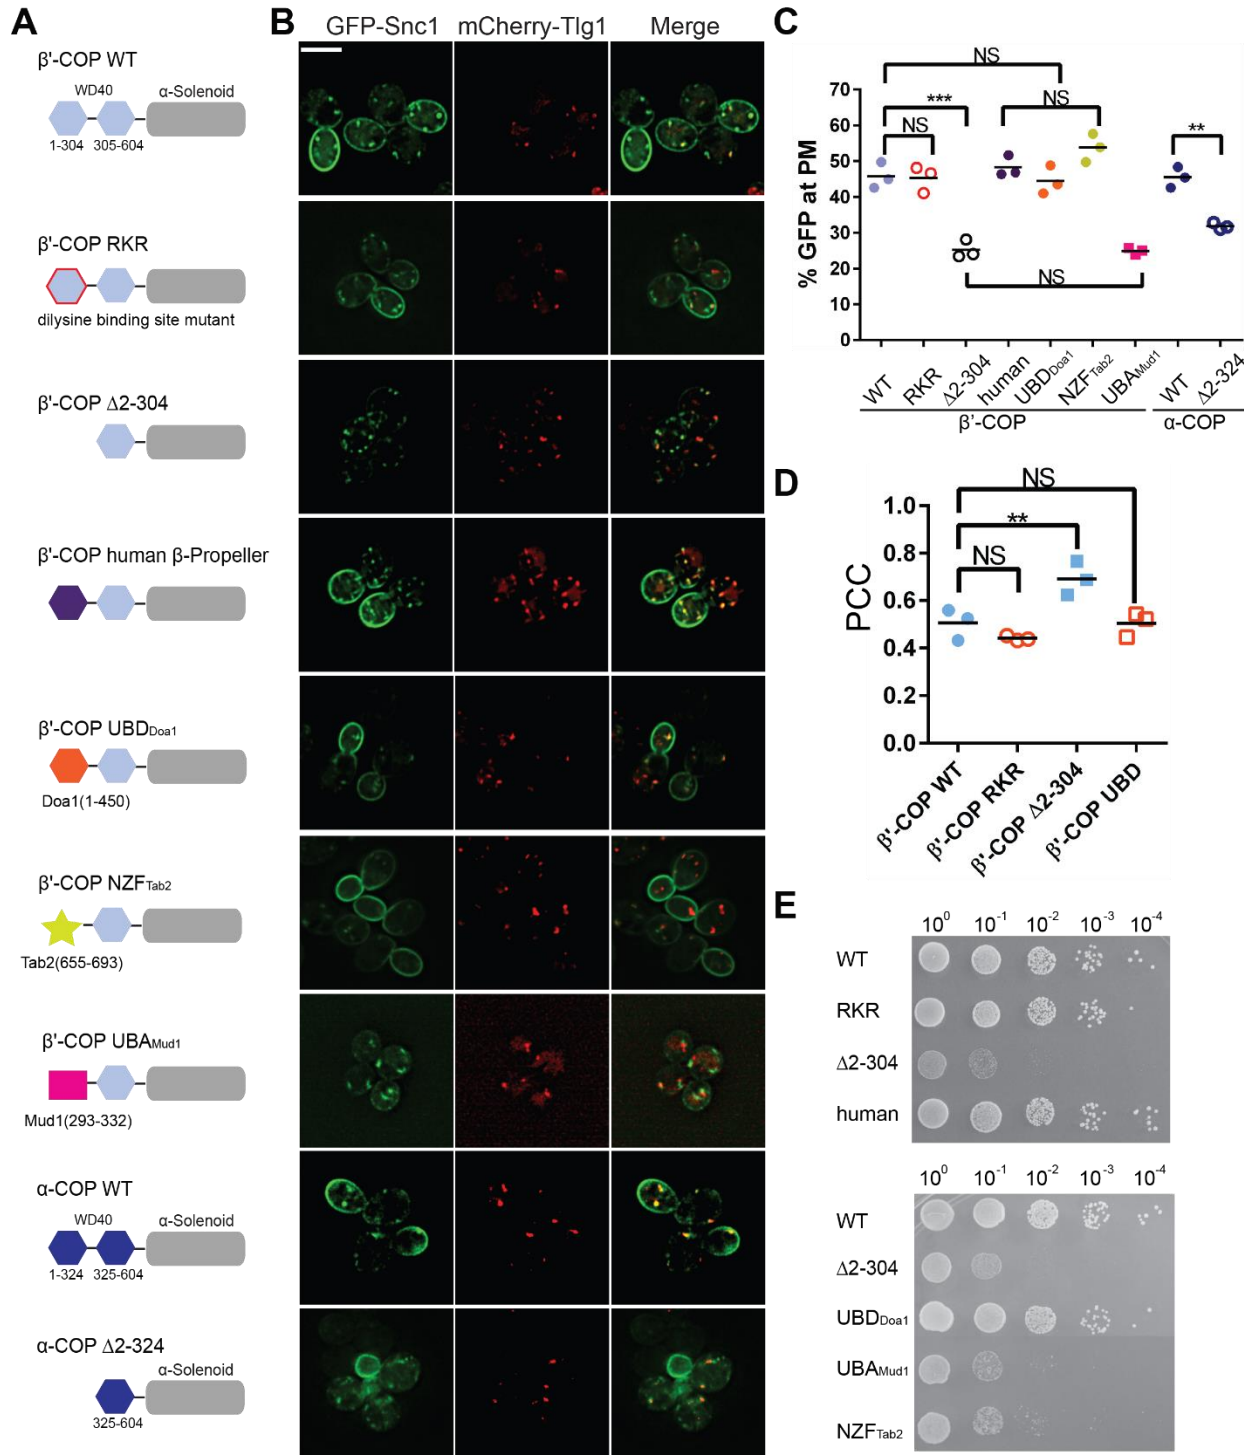 A
β'-COP WT
WD40
α-Solenoid
1-304
305-604
β'-COP RKR
dilysine binding site mutant
β'-COP Δ2-304
β'-COP human β-Propeller
β'-COP UBDDoa1
Doa1(1-450)
β'-COP NZFTab2
Tab2(655-693)
β'-COP UBAMud1
Mud1(293-332)
α-COP WT
WD40
α-Solenoid
1-324
325-604
α-COP Δ2-324
α-Solenoid
325-604
B
GFP-Snc1
mCherry-Tlg1
Merge
C
NS
***
NS
NS
**
NS
% GFP at PM
70
60
50
40
30
20
10
0
WT
RKR
Δ2-304
human
UBDDoa1
NZFTab2
UBAMud1
WT
Δ2-324
β'-COP
α-COP
D
NS
**
NS
PCC
1.0
0.8
0.6
0.4
0.2
0.0
β'-COP WT
β'-COP RKR
β'-COP Δ2-304
β'-COP UBD
E
10⁰ 10⁻¹ 10⁻² 10⁻³ 10⁻⁴
WT
RKR
Δ2-304
human
10⁰ 10⁻¹ 10⁻² 10⁻³ 10⁻⁴
WT
Δ2-304
UBDDoa1
UBAMud1
NZFTab2